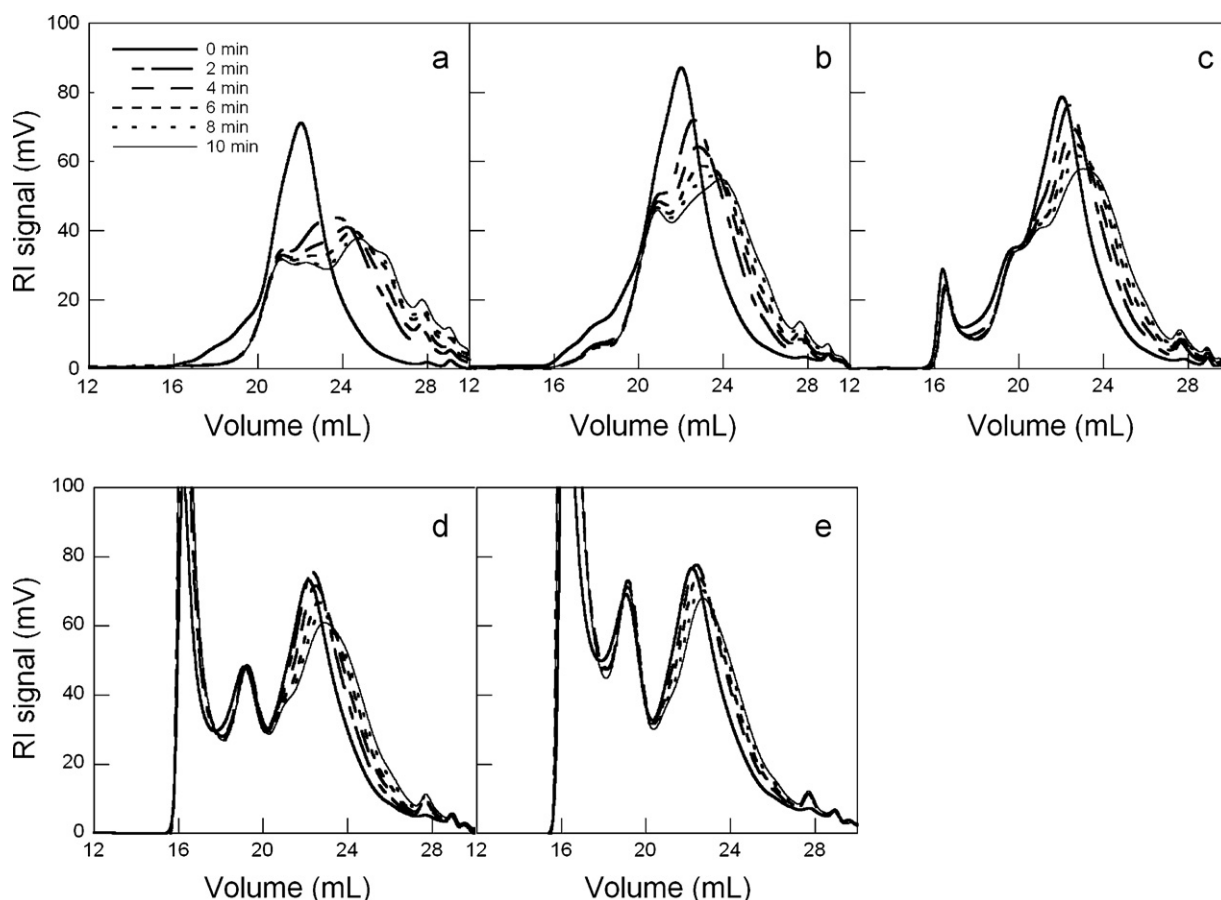 100
80
60
40
20
0
RI signal (mV)
0 min
2 min
4 min
6 min
8 min
10 min
a
b
c
12 16 20 24 28 12 16 20 24 28 12 16 20 24 28
Volume (mL) Volume (mL) Volume (mL)
100
80
60
40
20
0
RI signal (mV)
d
e
12 16 20 24 28 12 16 20 24 28
Volume (mL) Volume (mL)